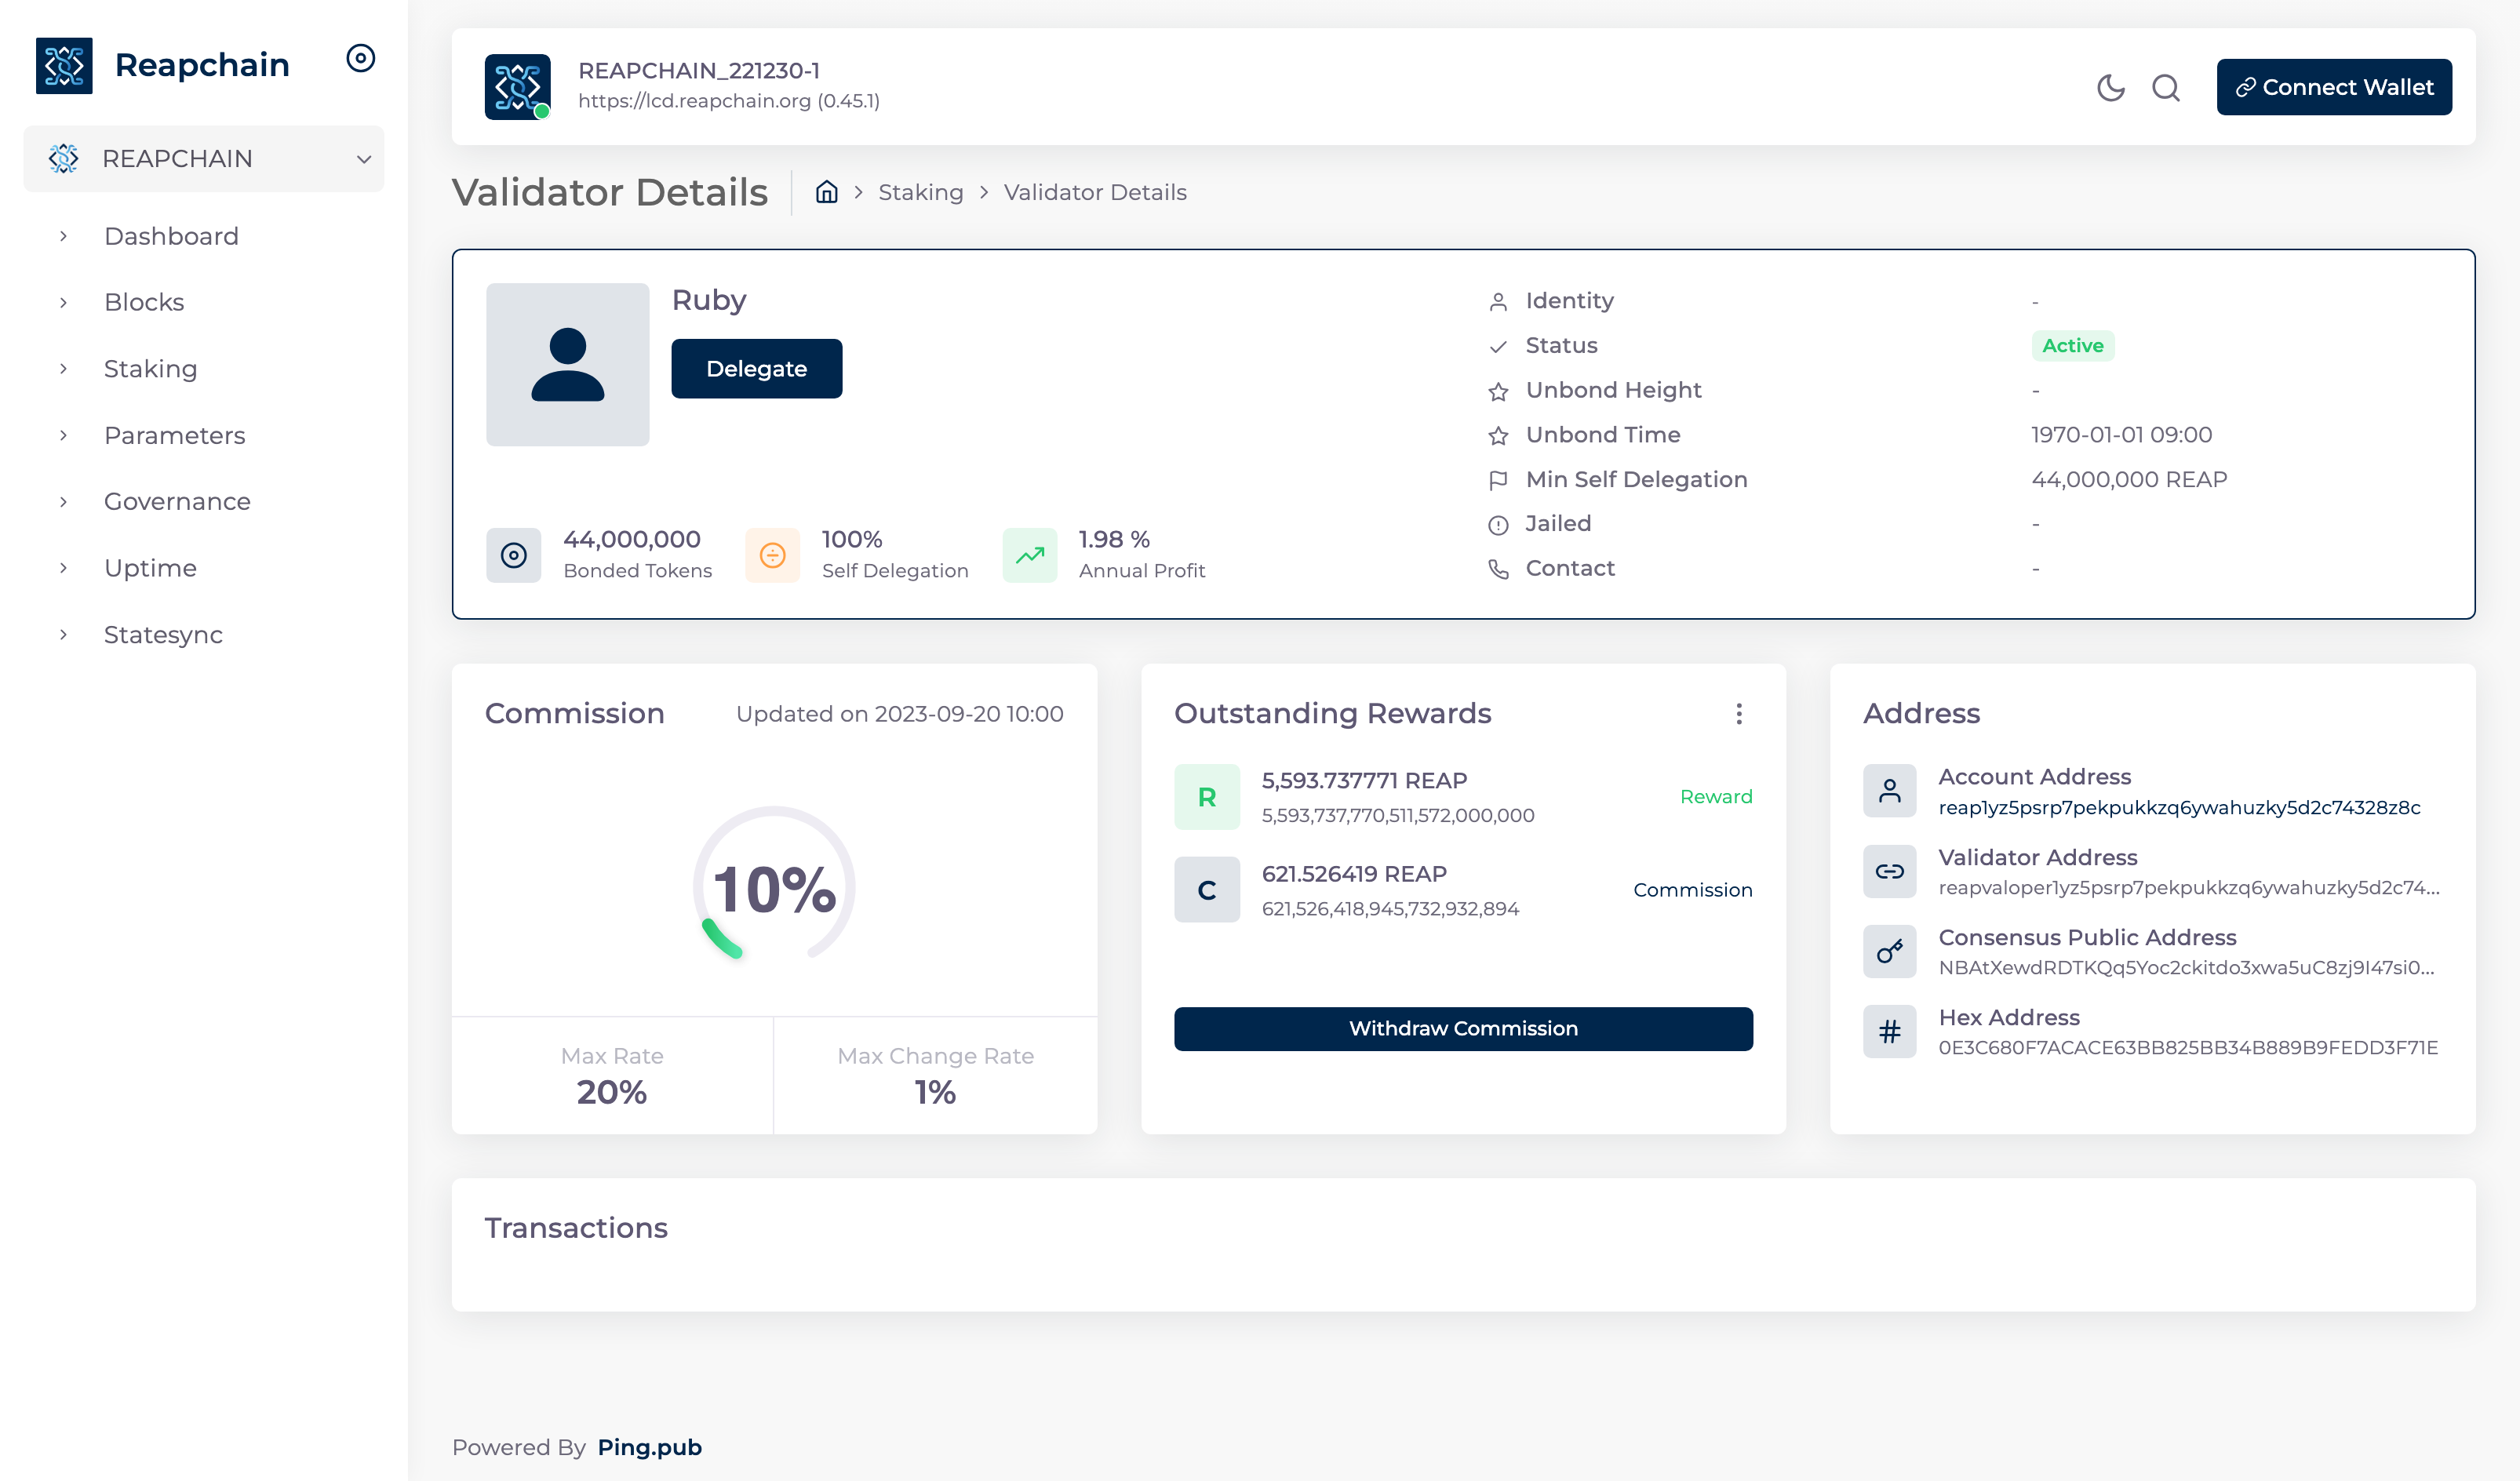 Reapchain
REAPCHAIN
Dashboard
Blocks
Staking
Parameters
Governance
Uptime
Statesync
REAPCHAIN_221230-1
https://lcd.reapchain.org (0.45.1)
Connect Wallet
Validator Details
Staking
Validator Details
Ruby
Delegate
44,000,000
Bonded Tokens
100%
Self Delegation
1.98 %
Annual Profit
Identity -
Status Active
Unbond Height -
Unbond Time 1970-01-01 09:00
Min Self Delegation 44,000,000 REAP
Jailed -
Contact -
Commission
Updated on 2023-09-20 10:00
10%
Max Rate
20%
Max Change Rate
1%
Outstanding Rewards
R
5,593.737771 REAP
5,593,737,770,511,572,000,000
Reward
C
621.526419 REAP
621,526,418,945,732,932,894
Commission
Withdraw Commission
Address
Account Address
reap1yz5psrp7pekpukkzq6ywahuzky5d2c74328z8c
Validator Address
reapvaloper1yz5psrp7pekpukkzq6ywahuzky5d2c74...
Consensus Public Address
NBAtXewdRDTKQq5Yoc2ckitdo3xwa5uC8zj9I47si0...
Hex Address
0E3C680F7ACACE63BB825BB34B889B9FEDD3F71E
Transactions
Powered By Ping.pub